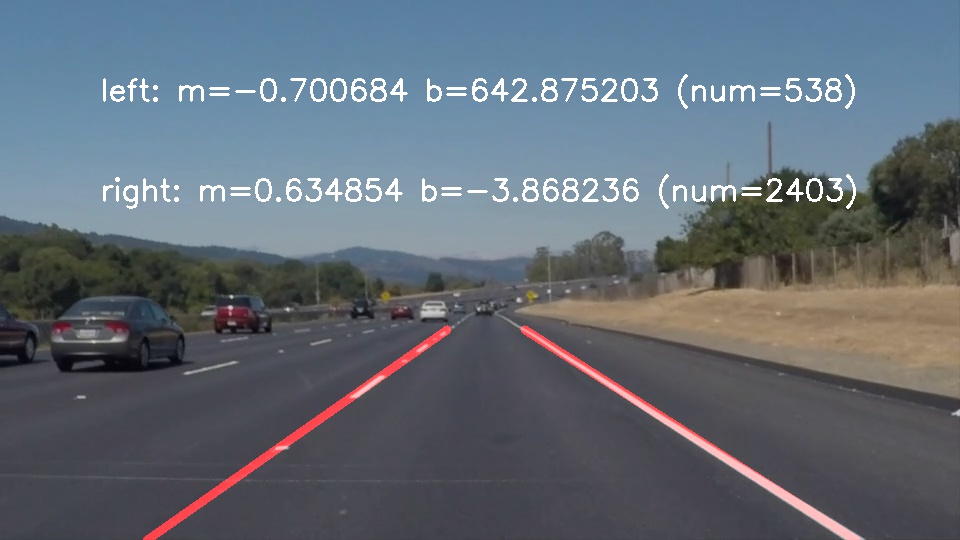 left: m=-0.700684 b=642.875203 (num=538)
right: m=0.634854 b=-3.868236 (num=2403)